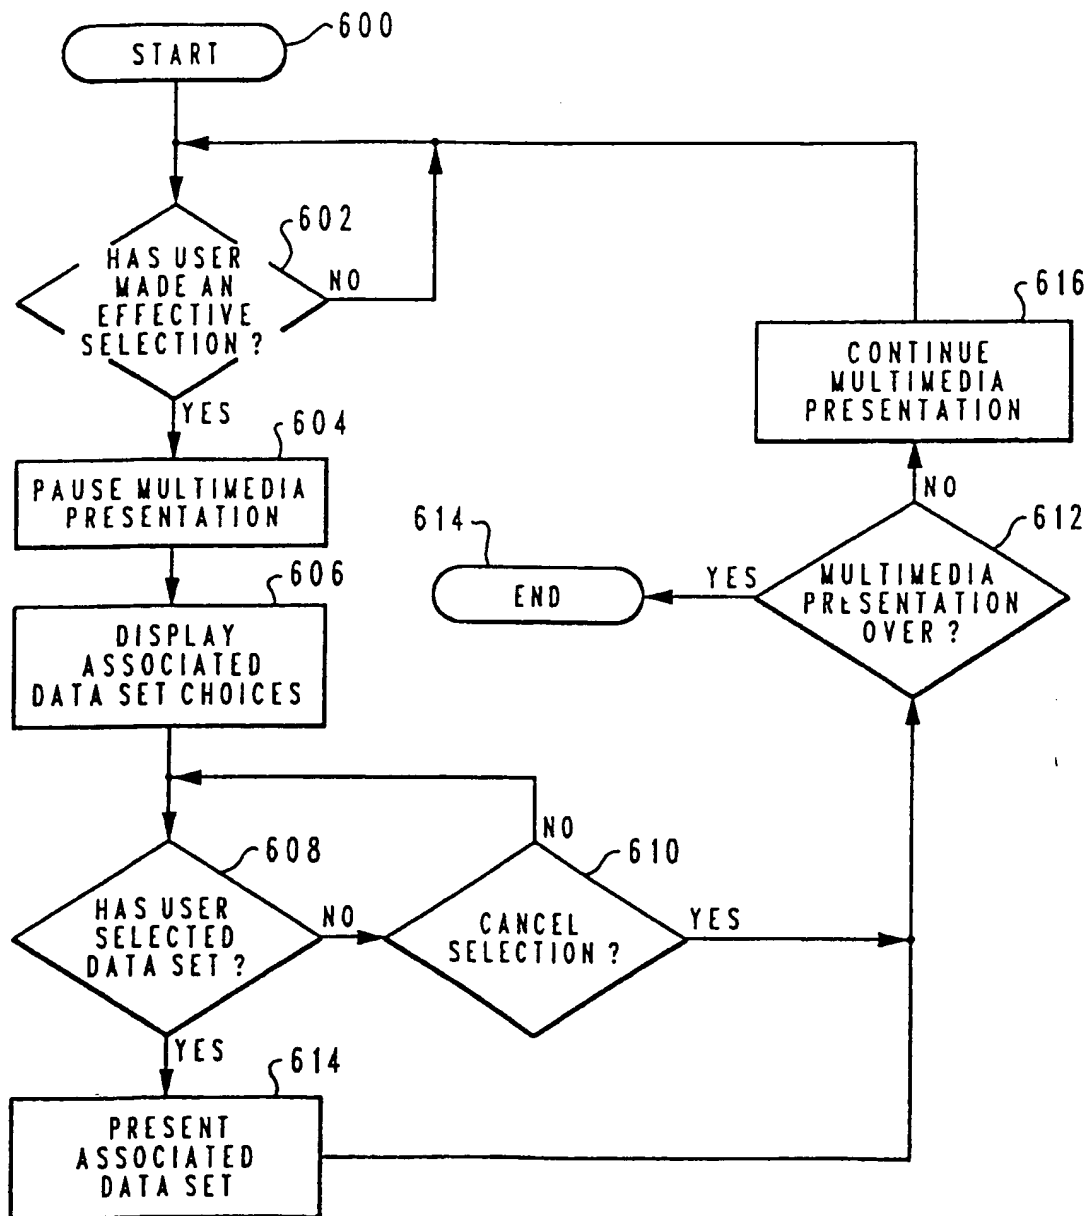 600
START
602
HAS USER
MADE AN
EFFECTIVE
SELECTION ?
NO
YES
604
PAUSE MULTIMEDIA
PRESENTATION
606
DISPLAY
ASSOCIATED
DATA SET CHOICES
608
HAS USER
SELECTED
DATA SET ?
NO
YES
610
CANCEL
SELECTION ?
NO
YES
614
PRESENT
ASSOCIATED
DATA SET
612
MULTIMEDIA
PRESENTATION
OVER ?
YES
NO
614
END
616
CONTINUE
MULTIMEDIA
PRESENTATION